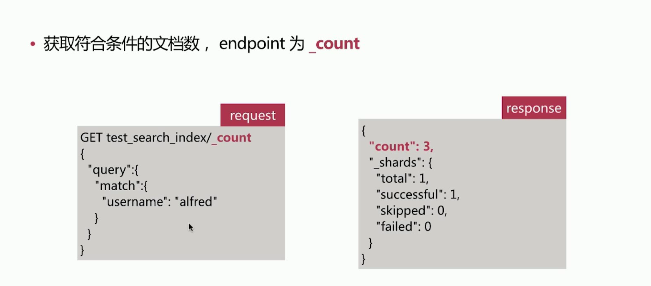 • 获取符合条件的文档数， endpoint 为 _count
request
GET test_search_index/_count
{
"query":{
"match":{
"username": "alfred"
}
}
}
response
{
"count": 3,
"_shards": {
"total": 1,
"successful": 1,
"skipped": 0,
"failed": 0
}
}